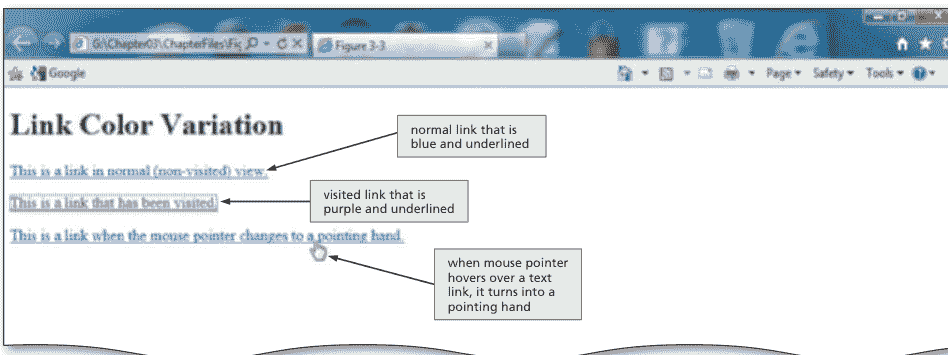 G:\Chapter03\ChapterFiles\Fig
Figure 3-3
Google
Page
Safety
Tools
Link Color Variation
normal link that is
blue and underlined
This is a link in normal (non-visited) view.
visited link that is
purple and underlined
This is a link that has been visited.
This is a link when the mouse pointer changes to a pointing hand.
when mouse pointer
hovers over a text
link, it turns into a
pointing hand